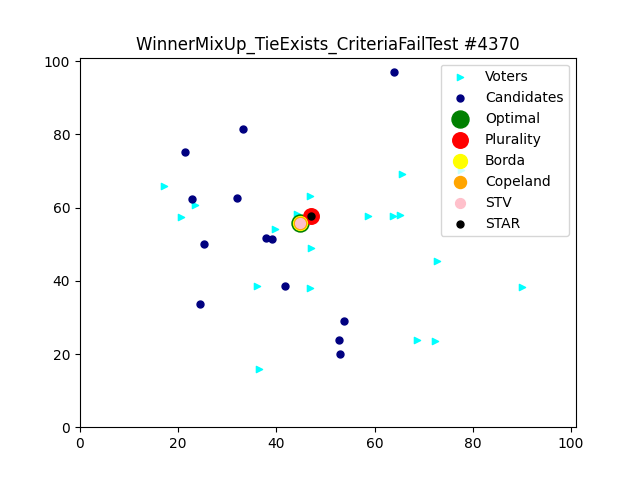 WinnerMixUp_TieExists_CriteriaFailTest #4370
100
80
60
40
20
0
0 20 40 60 80 100
Voters
Candidates
Optimal
Plurality
Borda
Copeland
STV
STAR